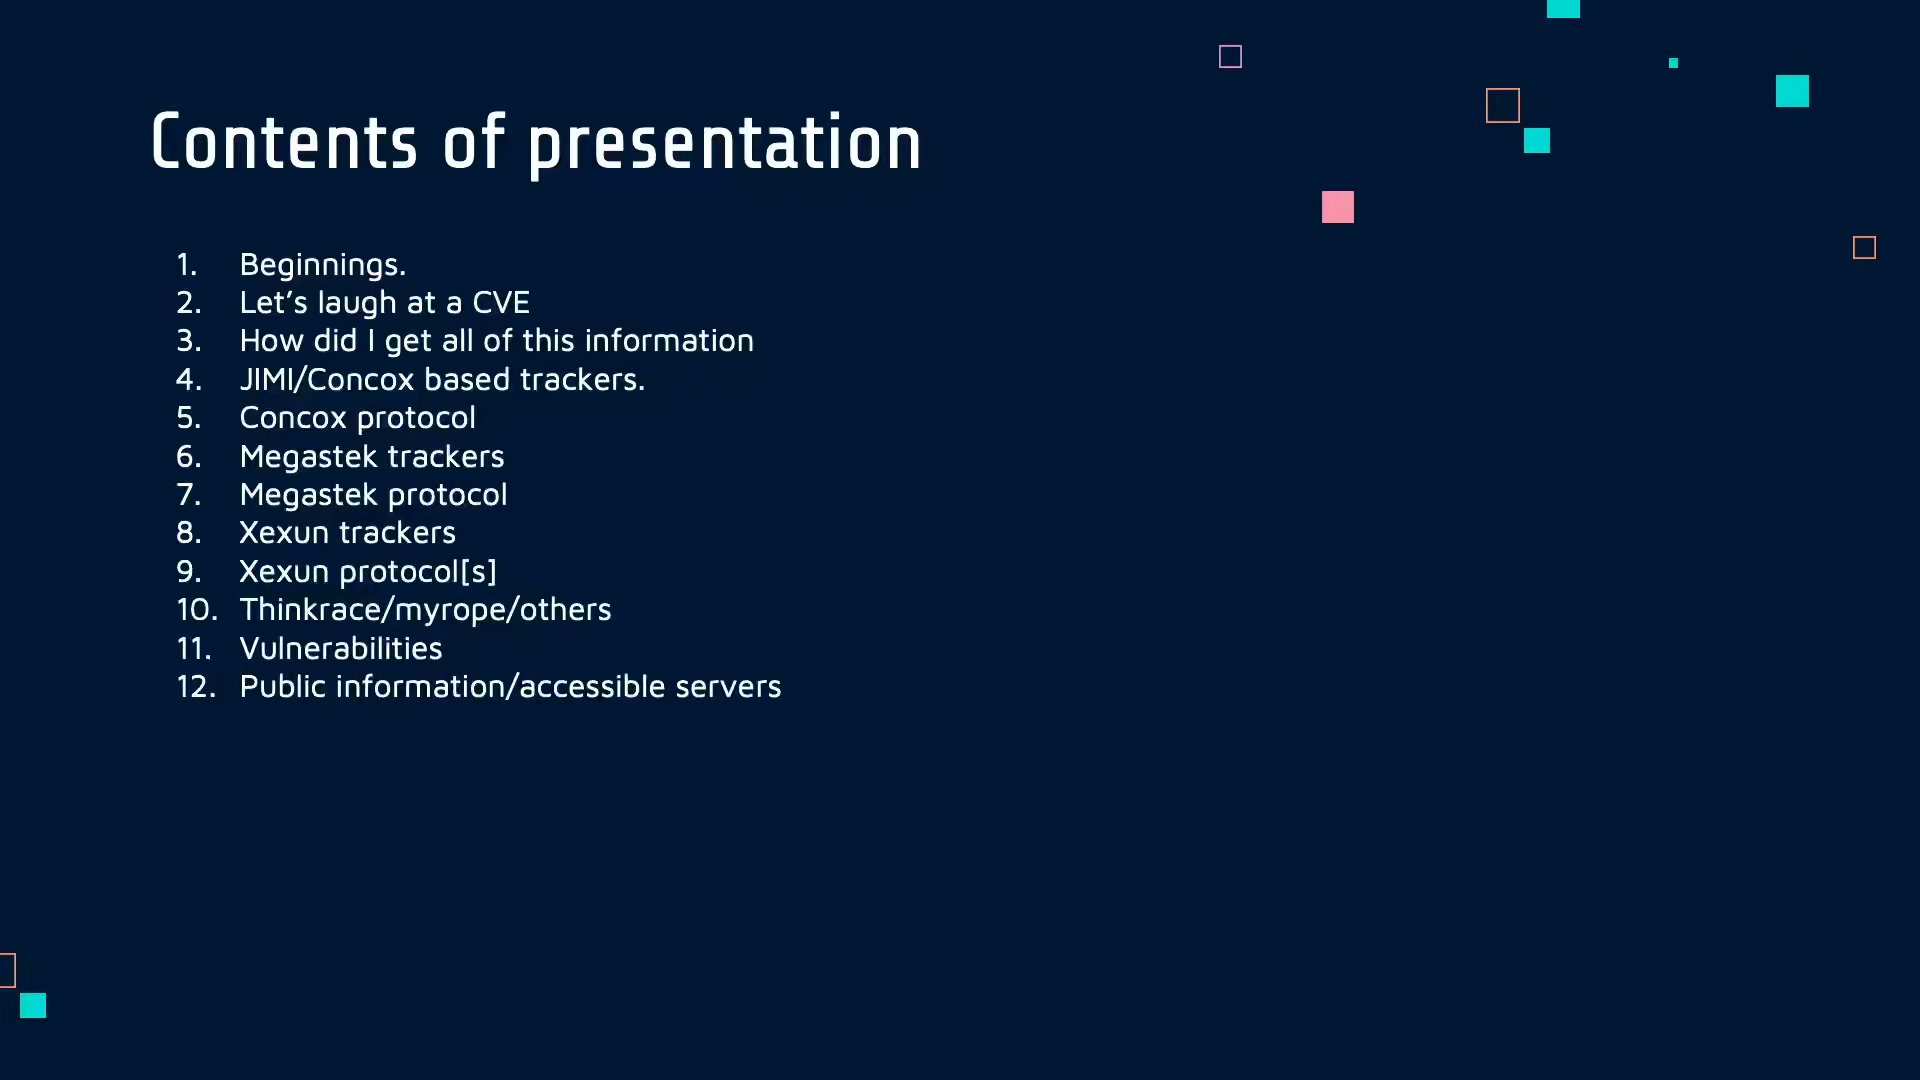 Contents of presentation
1. Beginnings.
2. Let’s laugh at a CVE
3. How did I get all of this information
4. JIMI/Concox based trackers.
5. Concox protocol
6. Megastek trackers
7. Megastek protocol
8. Xexun trackers
9. Xexun protocol[s]
10. Thinkrace/myrope/others
11. Vulnerabilities
12. Public information/accessible servers